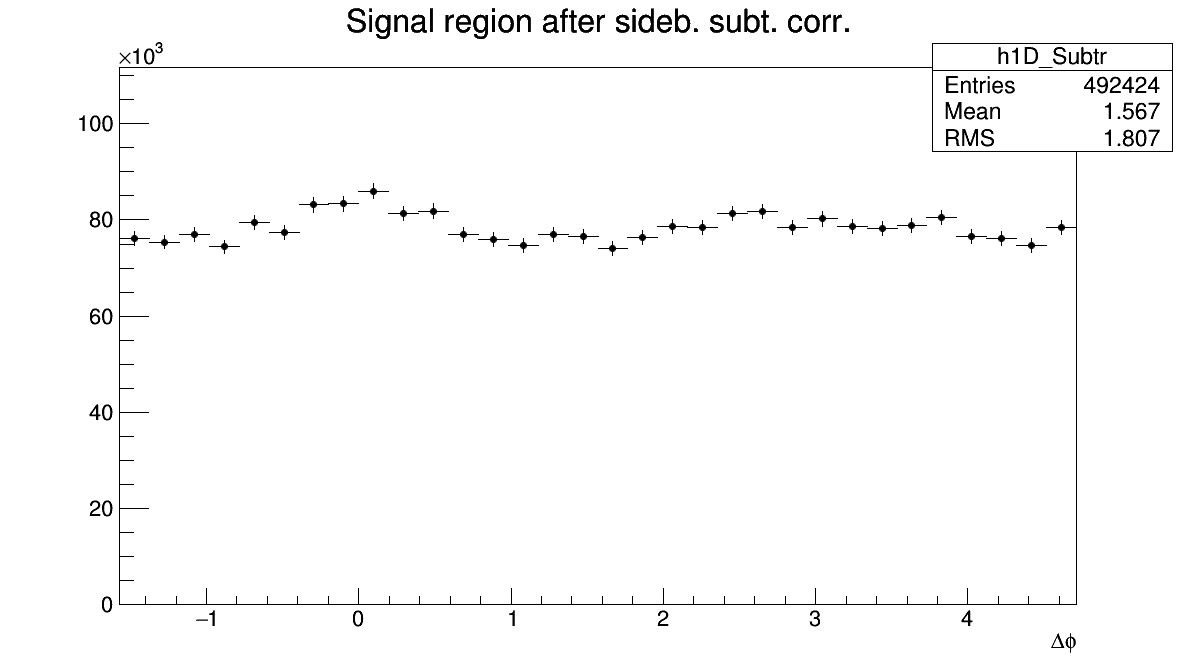 Signal region after sideb. subt. corr.
×10³
h1D_Subtr
Entries 492424
Mean 1.567
RMS 1.807
100
80
60
40
20
0
−1 0 1 2 3 4
Δϕ